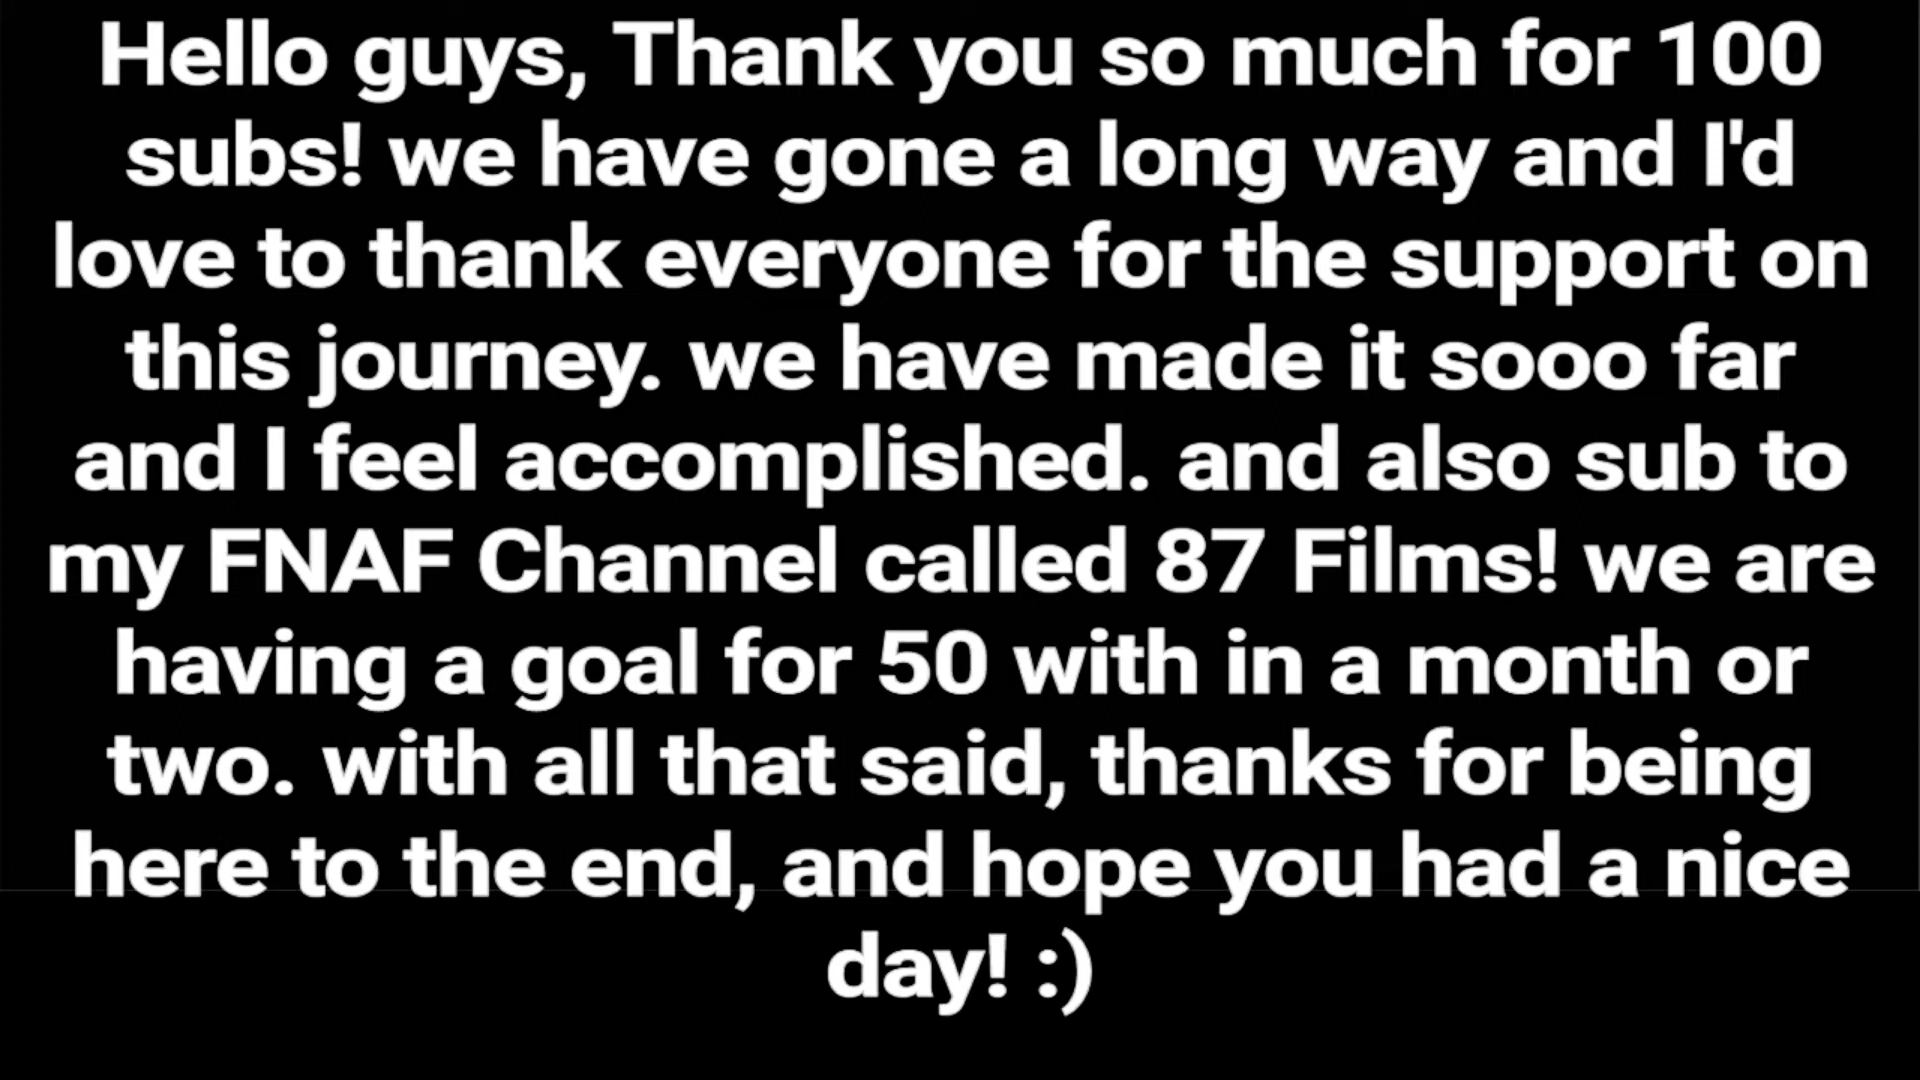 Hello guys, Thank you so much for 100
subs! we have gone a long way and I'd
love to thank everyone for the support on
this journey. we have made it sooo far
and I feel accomplished. and also sub to
my FNAF Channel called 87 Films! we are
having a goal for 50 with in a month or
two. with all that said, thanks for being
here to the end, and hope you had a nice
day! :)